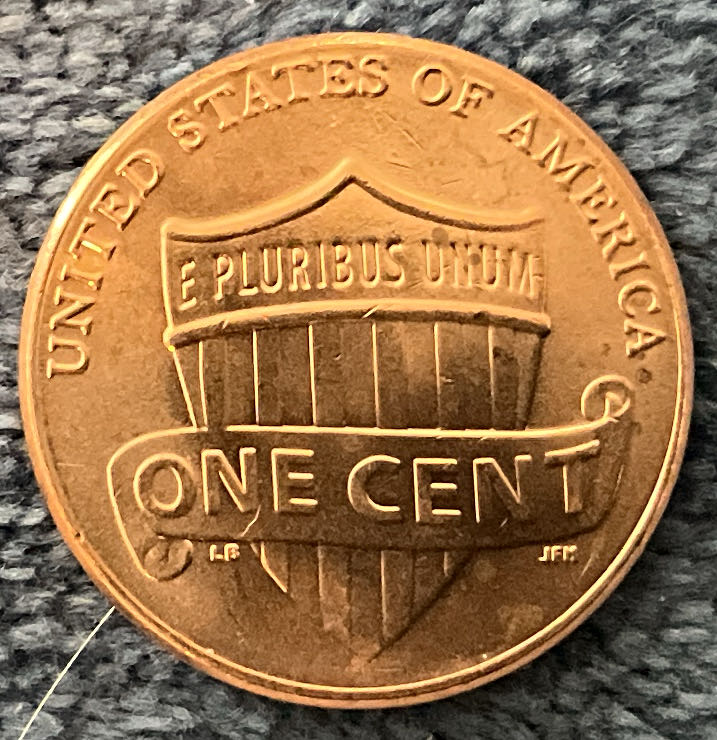 UNITED STATES OF AMERICA
E PLURIBUS UNUM
ONE CENT
LB
JFM